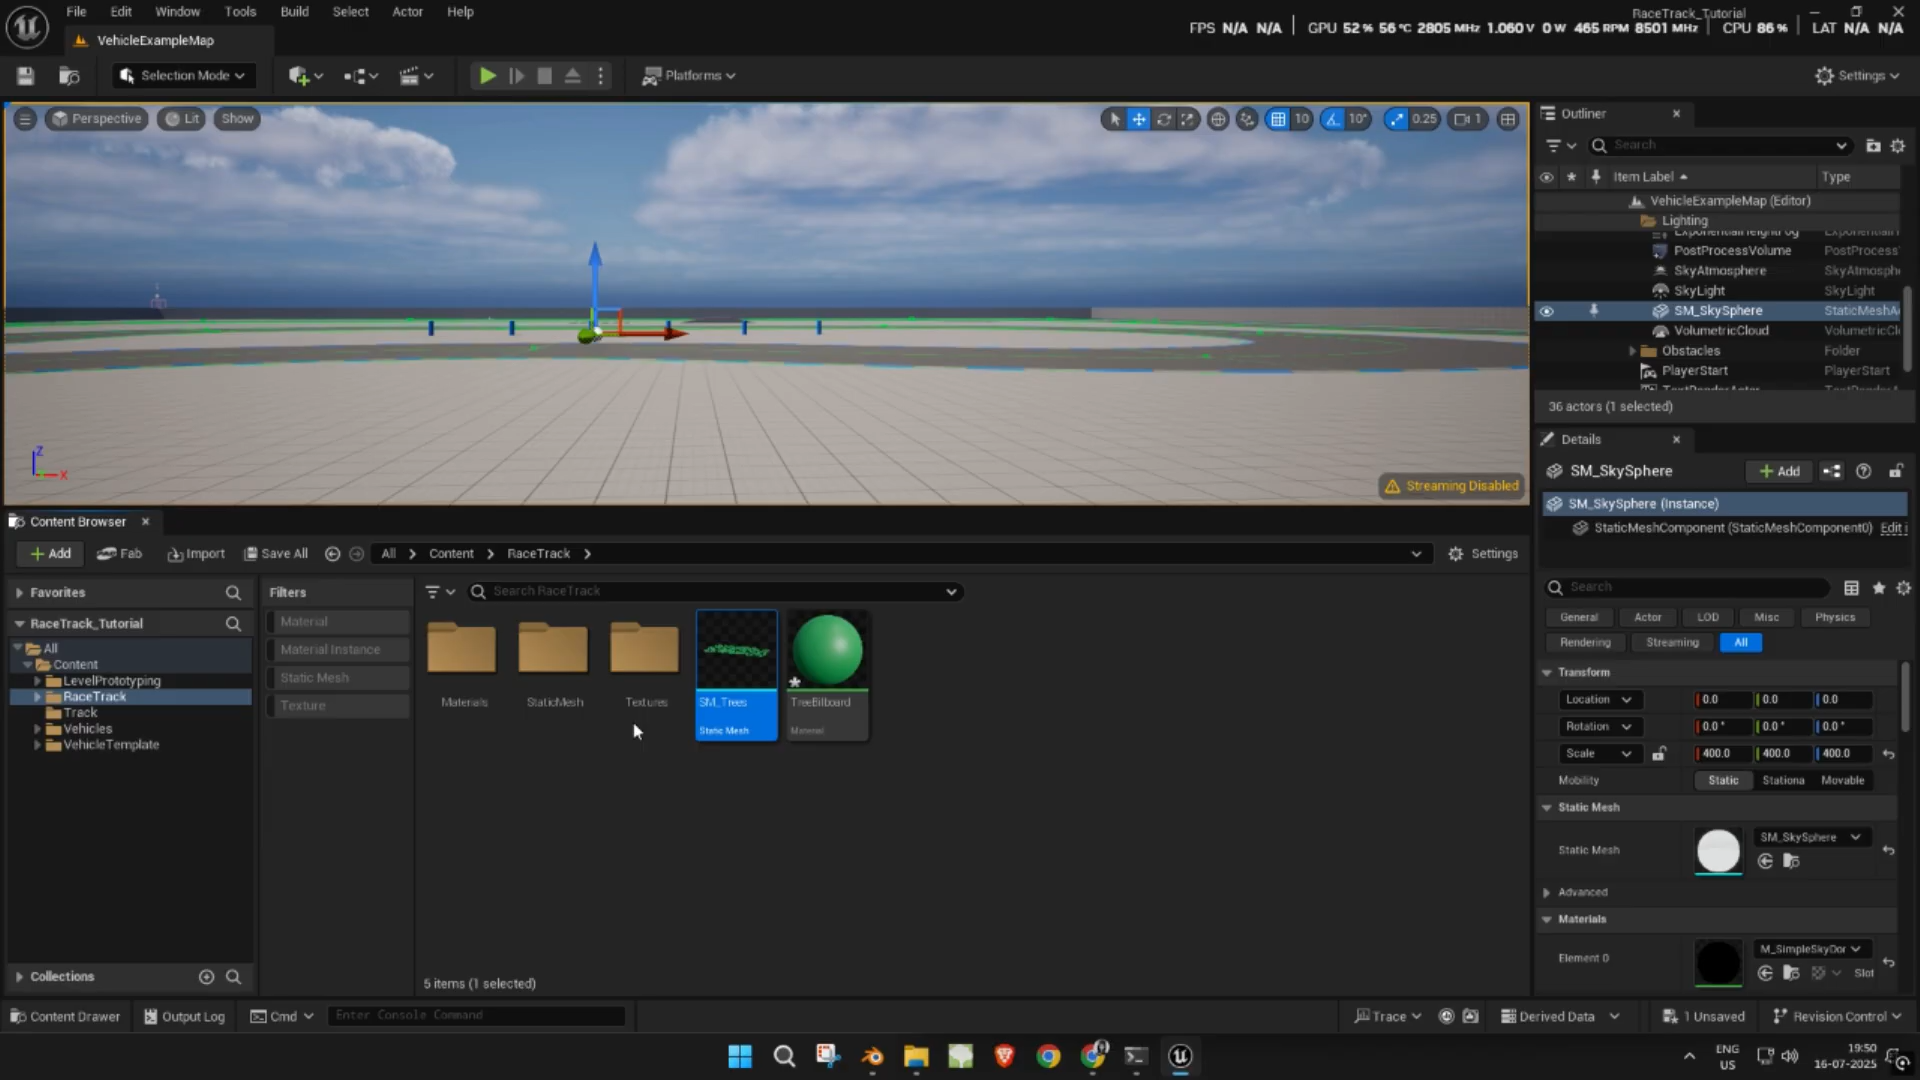 File Edit Window Tools Build Select Actor Help
RaceTrack_Tutorial
FPS N/A N/A GPU 52 % 56 °C 2805 MHz 1.060 V 0 W 465 RPM 8501 MHz CPU 86 % LAT N/A N/A
VehicleExampleMap
Selection Mode
Platforms
Settings
Perspective Lit Show
10 10° 0.25 1
Streaming Disabled
Z
X
Outliner
Search
Item Label Type
VehicleExampleMap (Editor)
Lighting
ExponentialHeightFog Exponential
PostProcessVolume PostProcess
SkyAtmosphere SkyAtmosph
SkyLight SkyLight
SM_SkySphere StaticMeshA
VolumetricCloud VolumetricCl
Obstacles Folder
PlayerStart PlayerStart
36 actors (1 selected)
Details
SM_SkySphere
Add
SM_SkySphere (Instance)
StaticMeshComponent (StaticMeshComponent0) Edit i
Search
General Actor LOD Misc Physics
Rendering Streaming All
Transform
Location 0.0 0.0 0.0
Rotation 0.0 ° 0.0 ° 0.0 °
Scale 400.0 400.0 400.0
Mobility Static Stationa Movable
Static Mesh
Static Mesh SM_SkySphere
Advanced
Materials
Element 0 M_SimpleSkyDor
Slot
Content Browser
Add Fab Import Save All All Content RaceTrack Settings
Favorites
RaceTrack_Tutorial
All
Content
LevelPrototyping
RaceTrack
Track
Vehicles
VehicleTemplate
Collections
Filters
Material
Material Instance
Static Mesh
Texture
Search RaceTrack
Materials
StaticMesh
Textures
SM_Trees
Static Mesh
TreeBillboard
Material
5 items (1 selected)
Content Drawer Output Log Cmd Enter Console Command Trace Derived Data 1 Unsaved Revision Control
ENG
US
19:50
16-07-2025